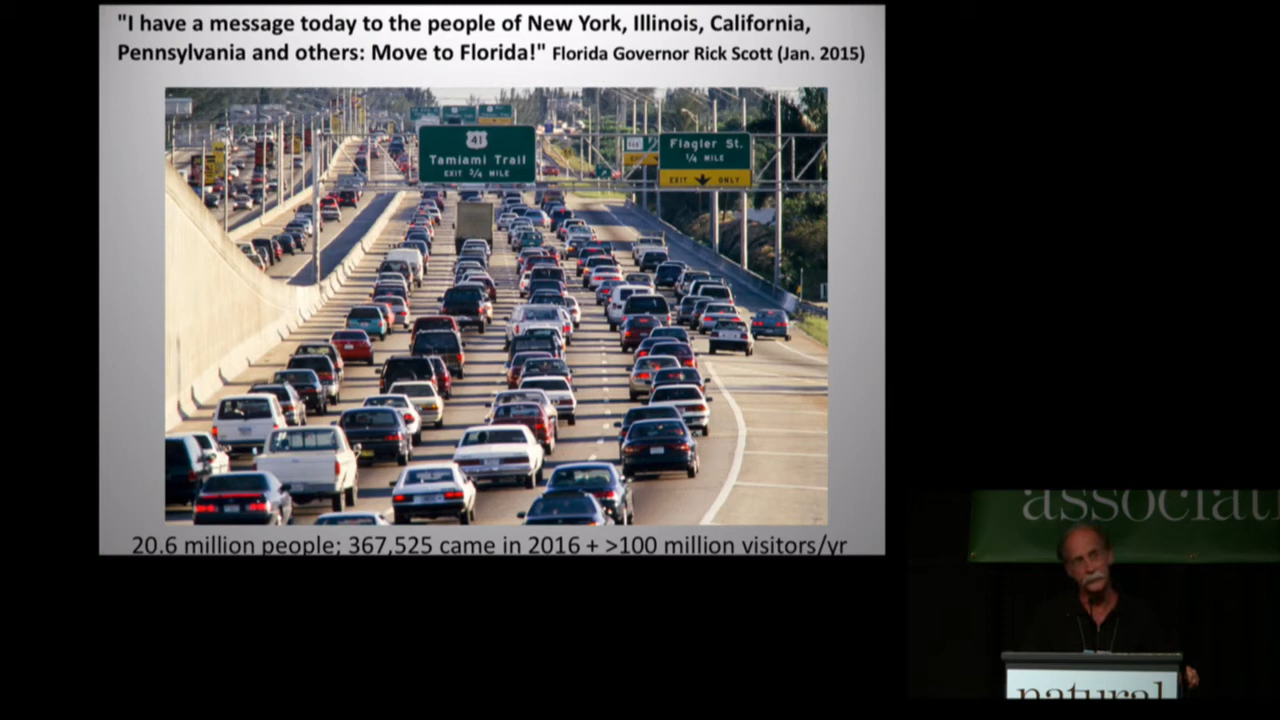 "I have a message today to the people of New York, Illinois, California,
Pennsylvania and others: Move to Florida!" Florida Governor Rick Scott (Jan. 2015)
41
Tamiami Trail
EXIT 3/4 MILE
Flagler St.
1/4 MILE
EXIT ONLY
20.6 million people; 367,525 came in 2016 + >100 million visitors/yr
associati
natural